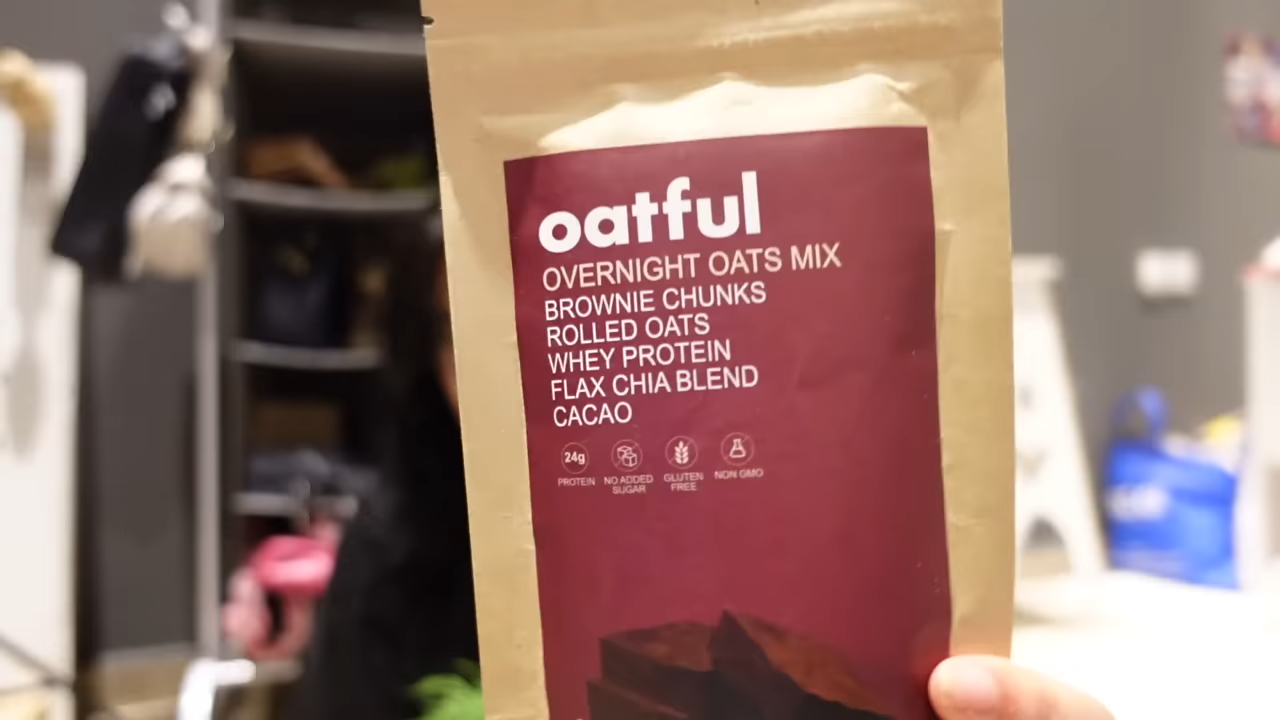 oatful
OVERNIGHT OATS MIX
BROWNIE CHUNKS
ROLLED OATS
WHEY PROTEIN
FLAX CHIA BLEND
CACAO
24g
PROTEIN
NO ADDED
SUGAR
GLUTEN
FREE
NON GMO